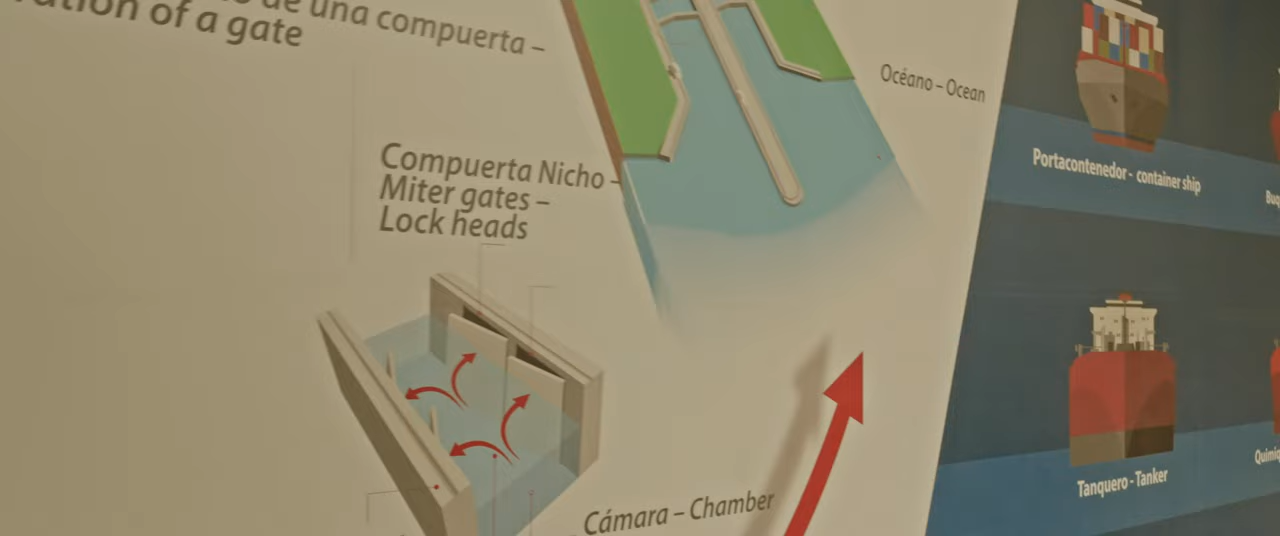 de una compuerta –
of a gate
Compuerta Nicho –
Miter gates –
Lock heads
Océano – Ocean
Portacontenedor - container ship
Tanquero - Tanker
Cámara – Chamber